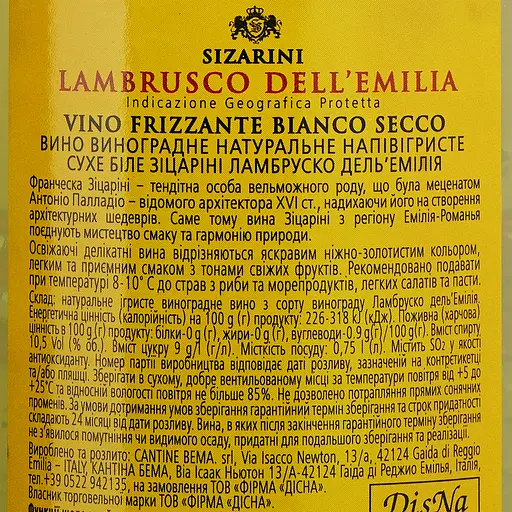 SIZARINI
LAMBRUSCO DELL'EMILIA
Indicazione Geografica Protetta
VINO FRIZZANTE BIANCO SECCO
ВИНО ВИНОГРАДНЕ НАТУРАЛЬНЕ НАПІВІГРИСТЕ
СУХЕ БІЛЕ ЗІЦАРІНІ ЛАМБРУСКО ДЕЛЬ'ЕМІЛІЯ
Франческа Зіцаріні – тендітна особа вельможного роду, що була меценатом
Антоніо Палладіо – відомого архітектора XVI ст., надихаючи його на створення
архітектурних шедеврів. Саме тому вина Зіцаріні з регіону Емілія-Романья
поєднують мистецтво смаку та гармонію природи.
Освіжаючі делікатні вина відрізняються яскравим ніжно-золотистим кольором,
легким та приємним смаком з тонами свіжих фруктів. Рекомендовано подавати
при температурі 8-10° С до страв з риби та морепродуктів, легких салатів та пасти.
Склад: натуральне ігристе виноградне вино з сорту винограду Ламбруско дель'Емілія.
Енергетична цінність (калорійність) на 100 g (г) продукту: 226-318 kJ (кДж). Поживна (харчова)
цінність в 100 g (г) продукту: білки-0 g (г), жири-0 g (г), вуглеводи-0.9 g(г)/100 g(г). Вміст спирту
10,5 Vol (% об.). Вміст цукру 9 g/l (г/л). Місткість посуду: 0,75 l (л). Містить SO₂ у якості
антиоксиданту. Номер партії виробництва відповідає даті розливу, зазначеній на контретикетці
та/або пляшці. Зберігати в сухому, добре вентильованому місці за температури повітря від +5 до
+25°С та відносній вологості повітря не більше 85%. Не дозволено потрапляння прямих сонячних
променів. За умови дотримання умов зберігання гарантійний термін зберігання та строк придатності
складають 24 місяці від дати розливу. Вина, в яких після закінчення гарантійного терміну зберігання
не з'явилося помутніння чи видимого осаду, придатні для подальшого зберігання та реалізації.
Вироблено та розлито: CANTINE BEMA. srl, Via Isacco Newton, 13/a, 42124 Gaida di Reggio
Emilia – ITALY, КАНТІНА БЕМА, Віа Ісаак Ньютон 13/А-42124 Гаіда ді Реджио Емілья, Італія,
тел.+39 0522 942135, на замовлення ТОВ «ФІРМА «ДІСНА».
Власник торговельної марки ТОВ «ФІРМА «ДІСНА».
DisNa